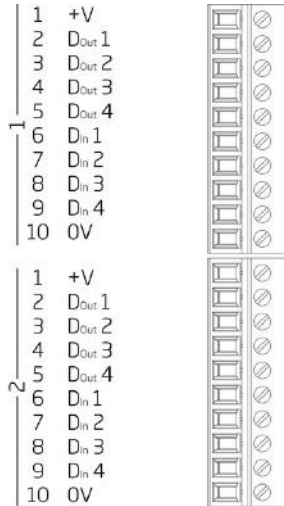 1 +V
2 DOut 1
3 DOut 2
4 DOut 3
5 DOut 4
6 DIn 1
7 DIn 2
8 DIn 3
9 DIn 4
10 0V
1
1 +V
2 DOut 1
3 DOut 2
4 DOut 3
5 DOut 4
6 DIn 1
7 DIn 2
8 DIn 3
9 DIn 4
10 0V
2